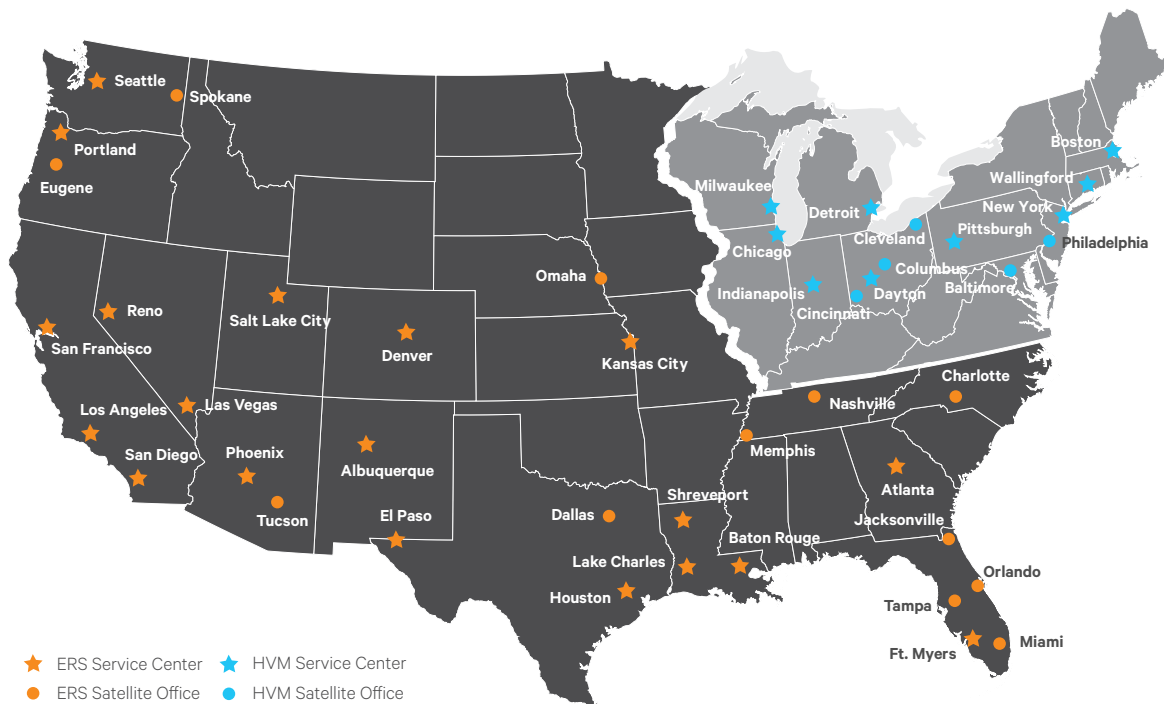 Seattle
Spokane
Portland
Eugene
Boston
Wallingford
Milwaukee
Detroit
New York
Pittsburgh
Cleveland
Philadelphia
Chicago
Columbus
Omaha
Indianapolis
Dayton
Baltimore
Cincinnati
Reno
Salt Lake City
San Francisco
Denver
Kansas City
Charlotte
Los Angeles
Las Vegas
Nashville
San Diego
Phoenix
Albuquerque
Memphis
Atlanta
Shreveport
El Paso
Dallas
Tucson
Jacksonville
Baton Rouge
Lake Charles
Orlando
Houston
Tampa
Miami
Ft. Myers
ERS Service Center
HVM Service Center
ERS Satellite Office
HVM Satellite Office